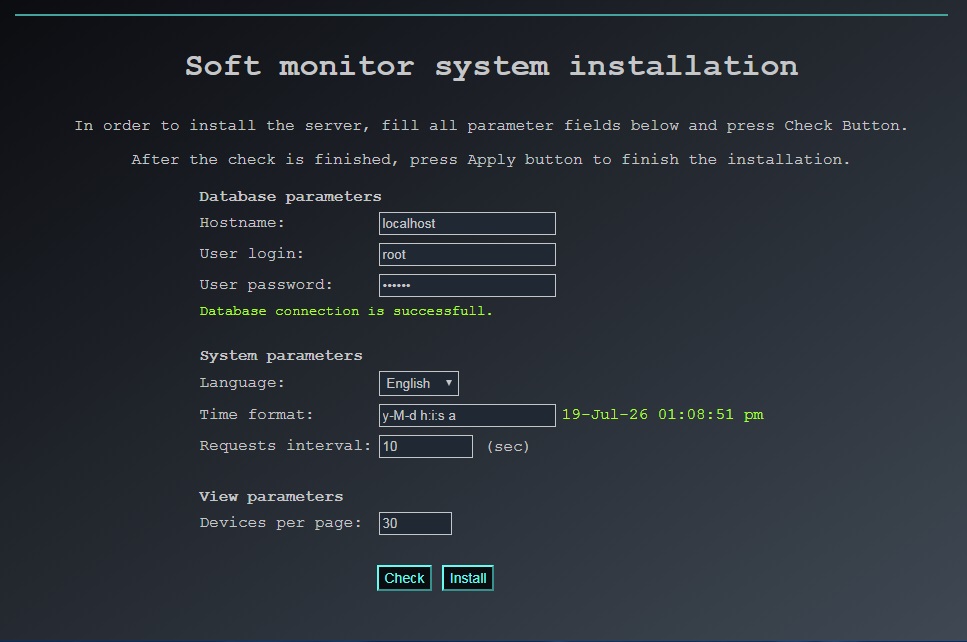 Soft monitor system installation
In order to install the server, fill all parameter fields below and press Check Button.
After the check is finished, press Apply button to finish the installation.
Database parameters
Hostname: localhost
User login: root
User password: ••••••
Database connection is successfull.
System parameters
Language: English
Time format: y-M-d h:i:s a 19-Jul-26 01:08:51 pm
Requests interval: 10 (sec)
View parameters
Devices per page: 30
Check Install